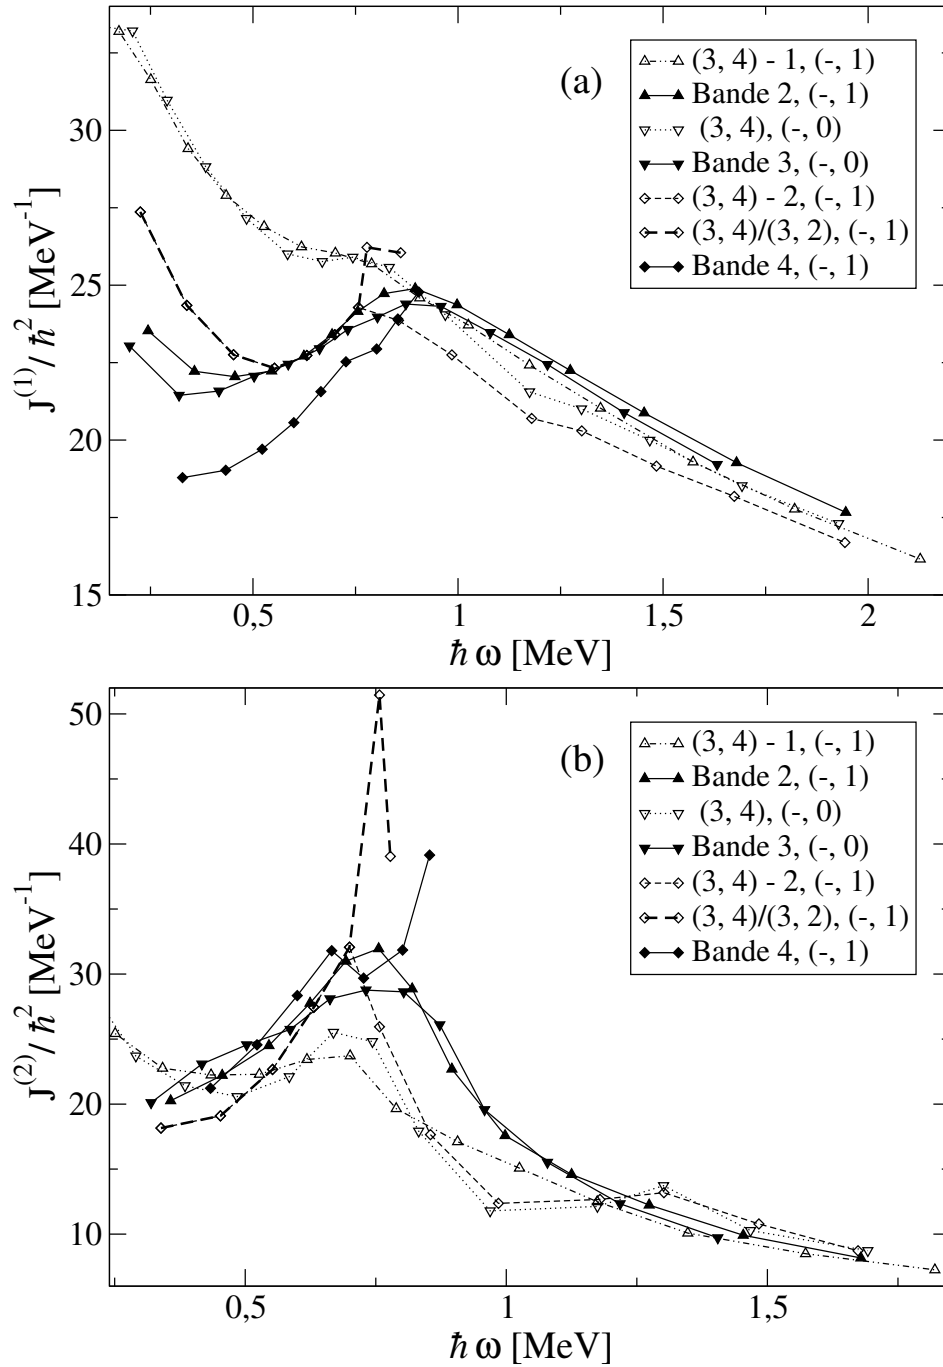 (a)
(3, 4) - 1, (-, 1)
Bande 2, (-, 1)
(3, 4), (-, 0)
Bande 3, (-, 0)
(3, 4) - 2, (-, 1)
(3, 4)/(3, 2), (-, 1)
Bande 4, (-, 1)
30
25
20
15
J⁽¹⁾/ℏ² [MeV⁻¹]
0,5 1 1,5 2
ℏ ω [MeV]
(b)
(3, 4) - 1, (-, 1)
Bande 2, (-, 1)
(3, 4), (-, 0)
Bande 3, (-, 0)
(3, 4) - 2, (-, 1)
(3, 4)/(3, 2), (-, 1)
Bande 4, (-, 1)
50
40
30
20
10
J⁽²⁾/ℏ² [MeV⁻¹]
0,5 1 1,5
ℏ ω [MeV]